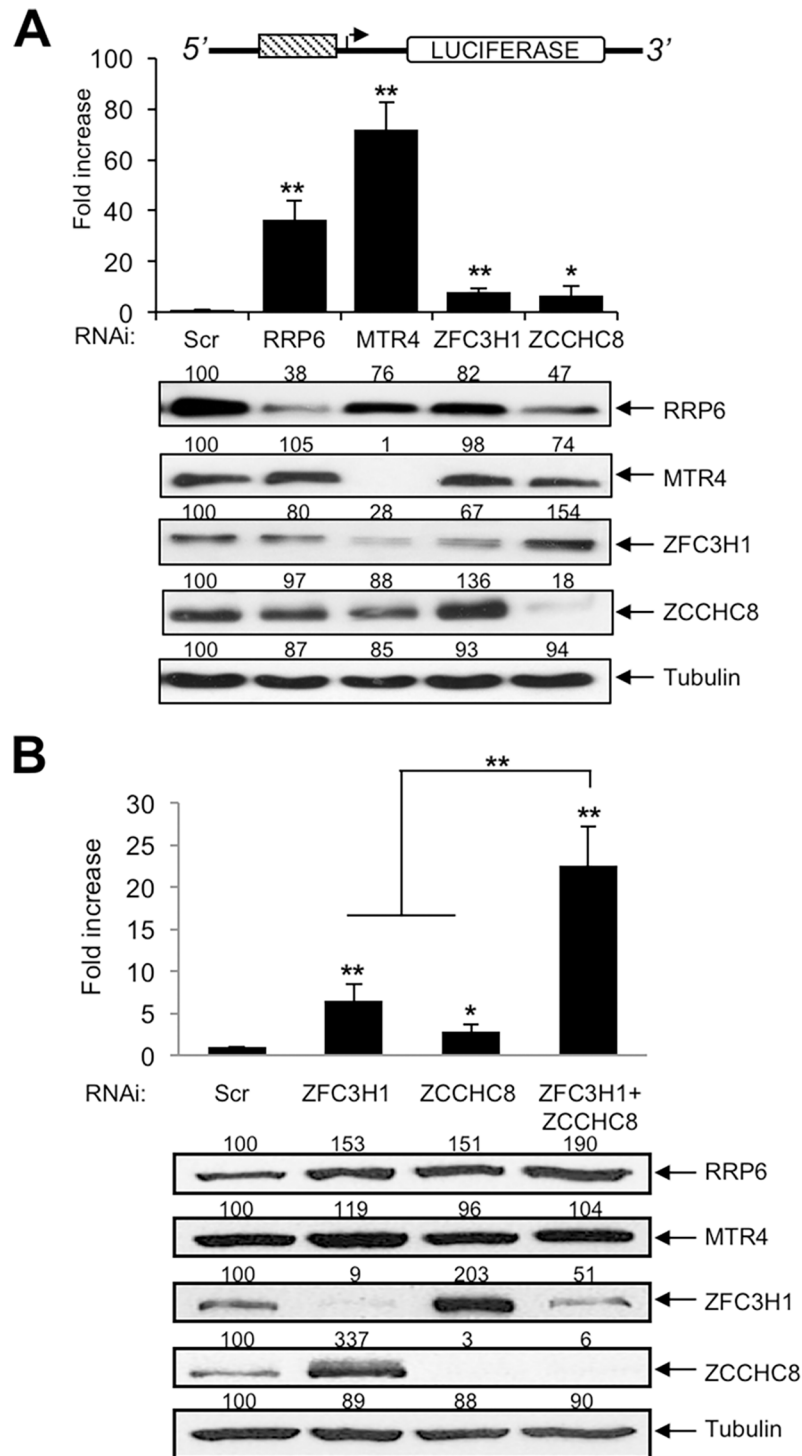 A
5’ LUCIFERASE 3’
Fold increase
100
80
60
40
20
0
** ** ** *
RNAi: Scr RRP6 MTR4 ZFC3H1 ZCCHC8
100 38 76 82 47
RRP6
100 105 1 98 74
MTR4
100 80 28 67 154
ZFC3H1
100 97 88 136 18
ZCCHC8
100 87 85 93 94
Tubulin
B
**
Fold increase
30
25
20
15
10
5
0
** * **
RNAi: Scr ZFC3H1 ZCCHC8 ZFC3H1+
ZCCHC8
100 153 151 190
RRP6
100 119 96 104
MTR4
100 9 203 51
ZFC3H1
100 337 3 6
ZCCHC8
100 89 88 90
Tubulin